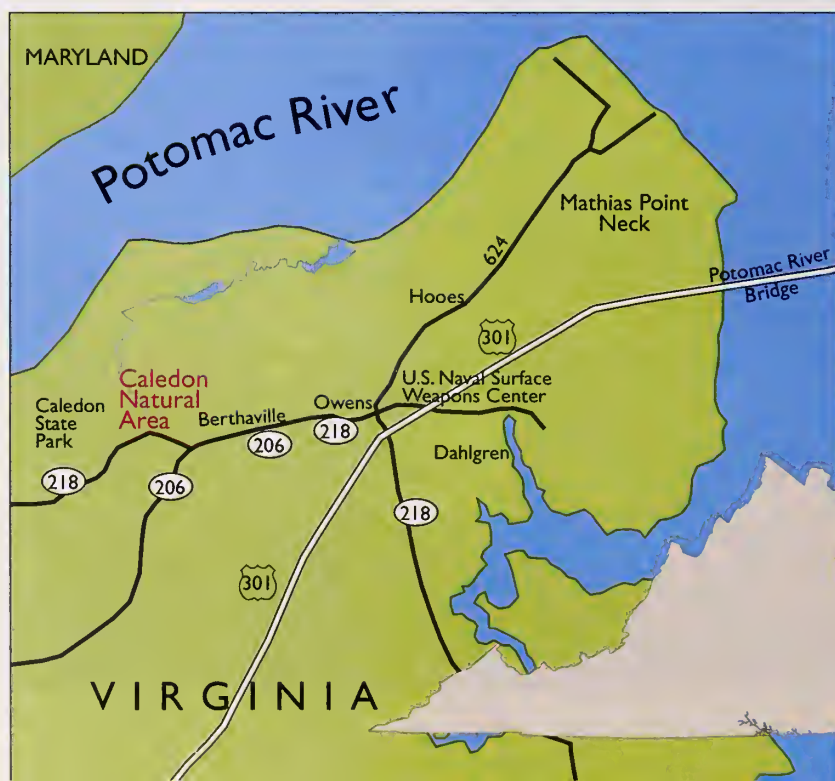 MARYLAND
Potomac River
Mathias Point
Neck
624
Potomac River
Bridge
Hooes
301
Caledon
Natural
Area
Caledon
State
Park
Berthaville
Owens
U.S. Naval Surface
Weapons Center
218
206
206
218
Dahlgren
218
301
VIRGINIA